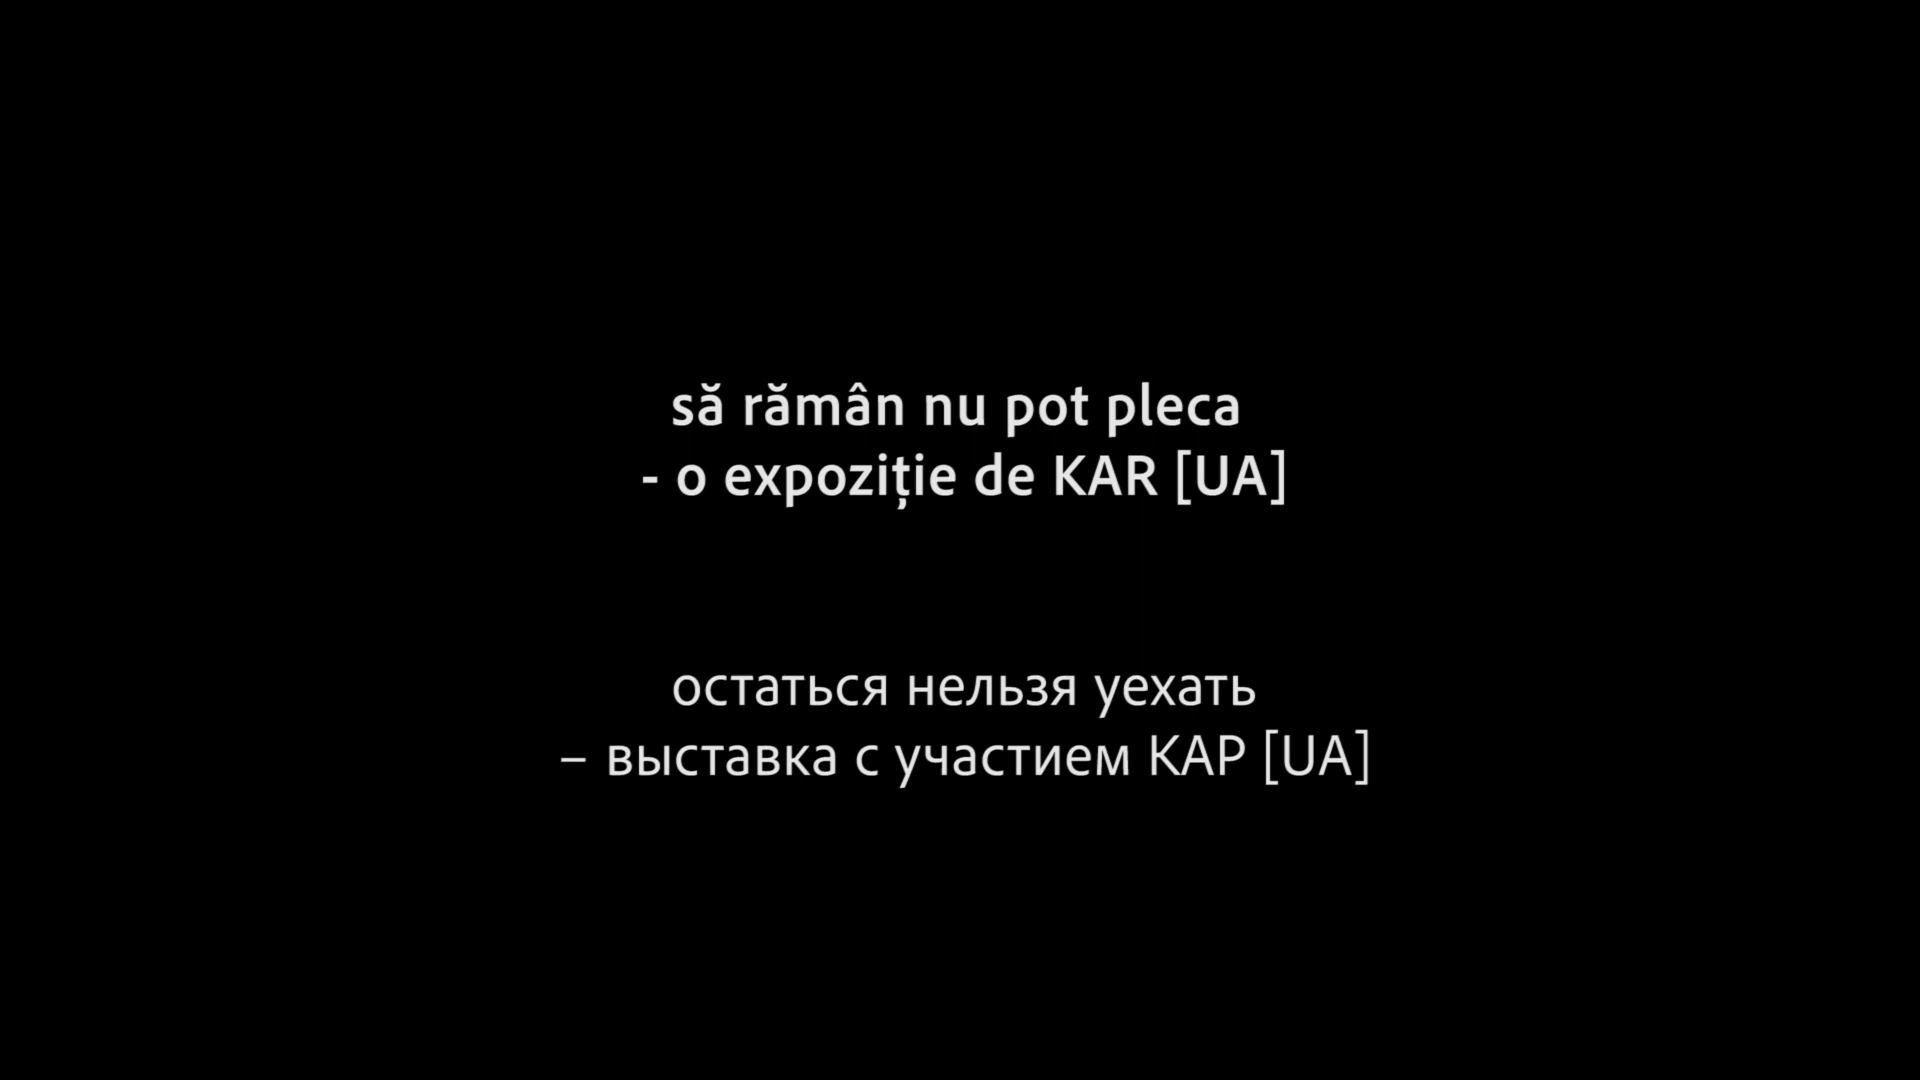 să rămân nu pot pleca
- o expoziție de KAR [UA]
остаться нельзя уехать
– выставка с участием КАР [UA]